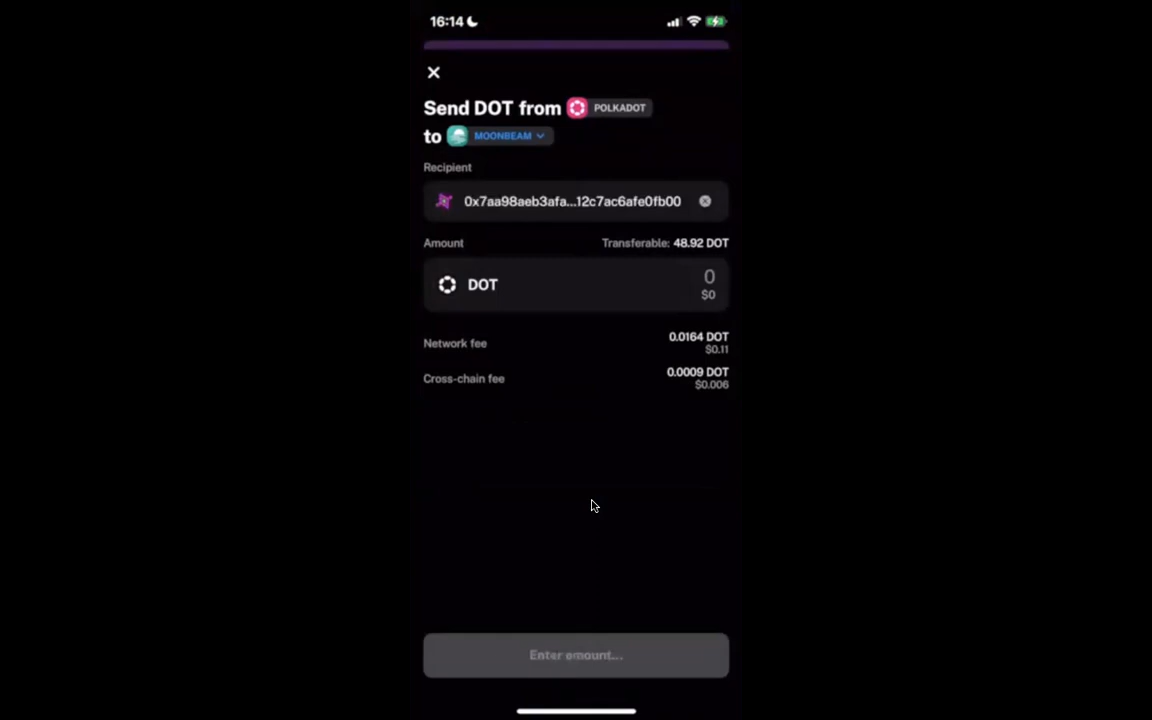 16:14
Send DOT from POLKADOT
to MOONBEAM
Recipient
0x7aa98aeb3afa...12c7ac6afe0fb00
Amount Transferable: 48.92 DOT
DOT 0
$0
Network fee 0.0164 DOT
$0.11
Cross-chain fee 0.0009 DOT
$0.006
Enter amount...